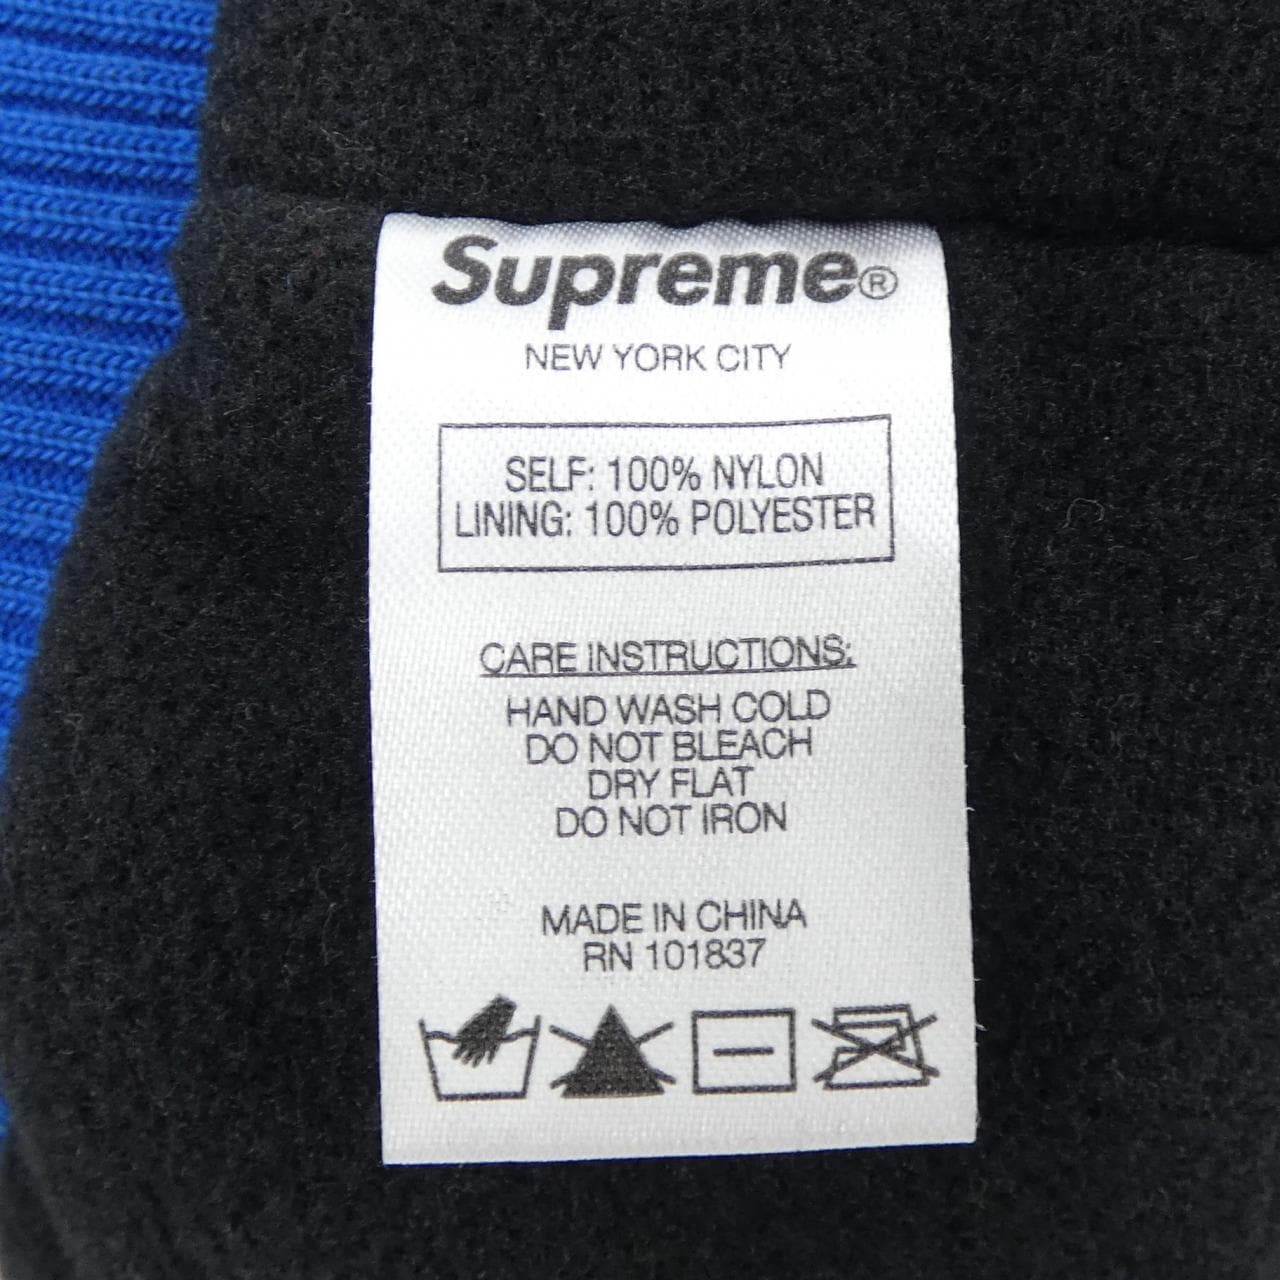 Supreme®
NEW YORK CITY
SELF: 100% NYLON
LINING: 100% POLYESTER
CARE INSTRUCTIONS:
HAND WASH COLD
DO NOT BLEACH
DRY FLAT
DO NOT IRON
MADE IN CHINA
RN 101837